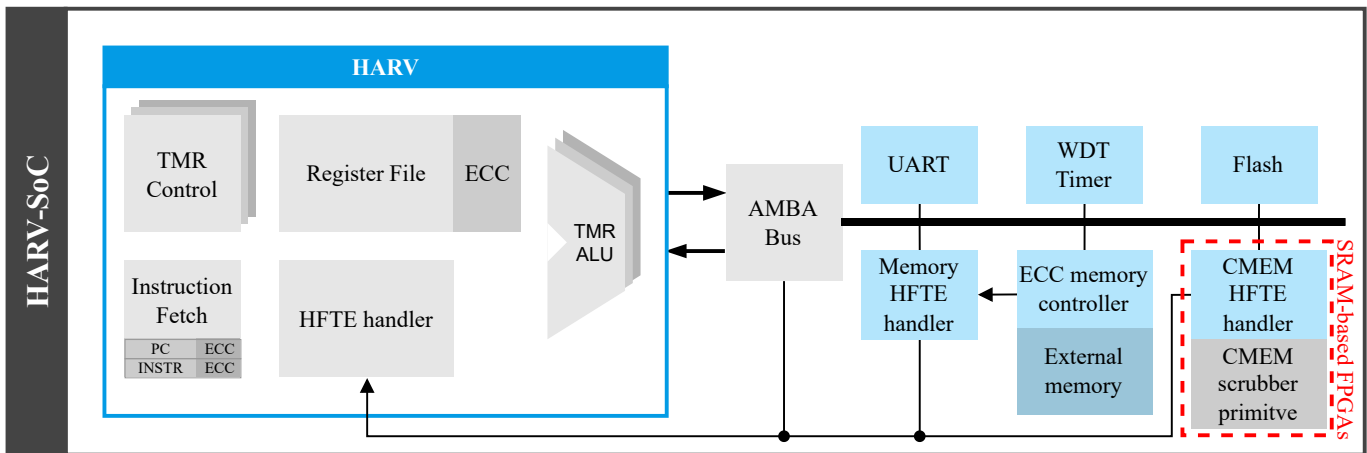 HARV-SoC
HARV
TMR
Control
Register File
ECC
TMR
ALU
Instruction
Fetch
PC
ECC
INSTR
ECC
HFTE handler
AMBA
Bus
UART
WDT
Timer
Flash
Memory
HFTE
handler
ECC memory
controller
External
memory
CMEM
HFTE
handler
CMEM
scrubber
primitve
SRAM-based FPGAs